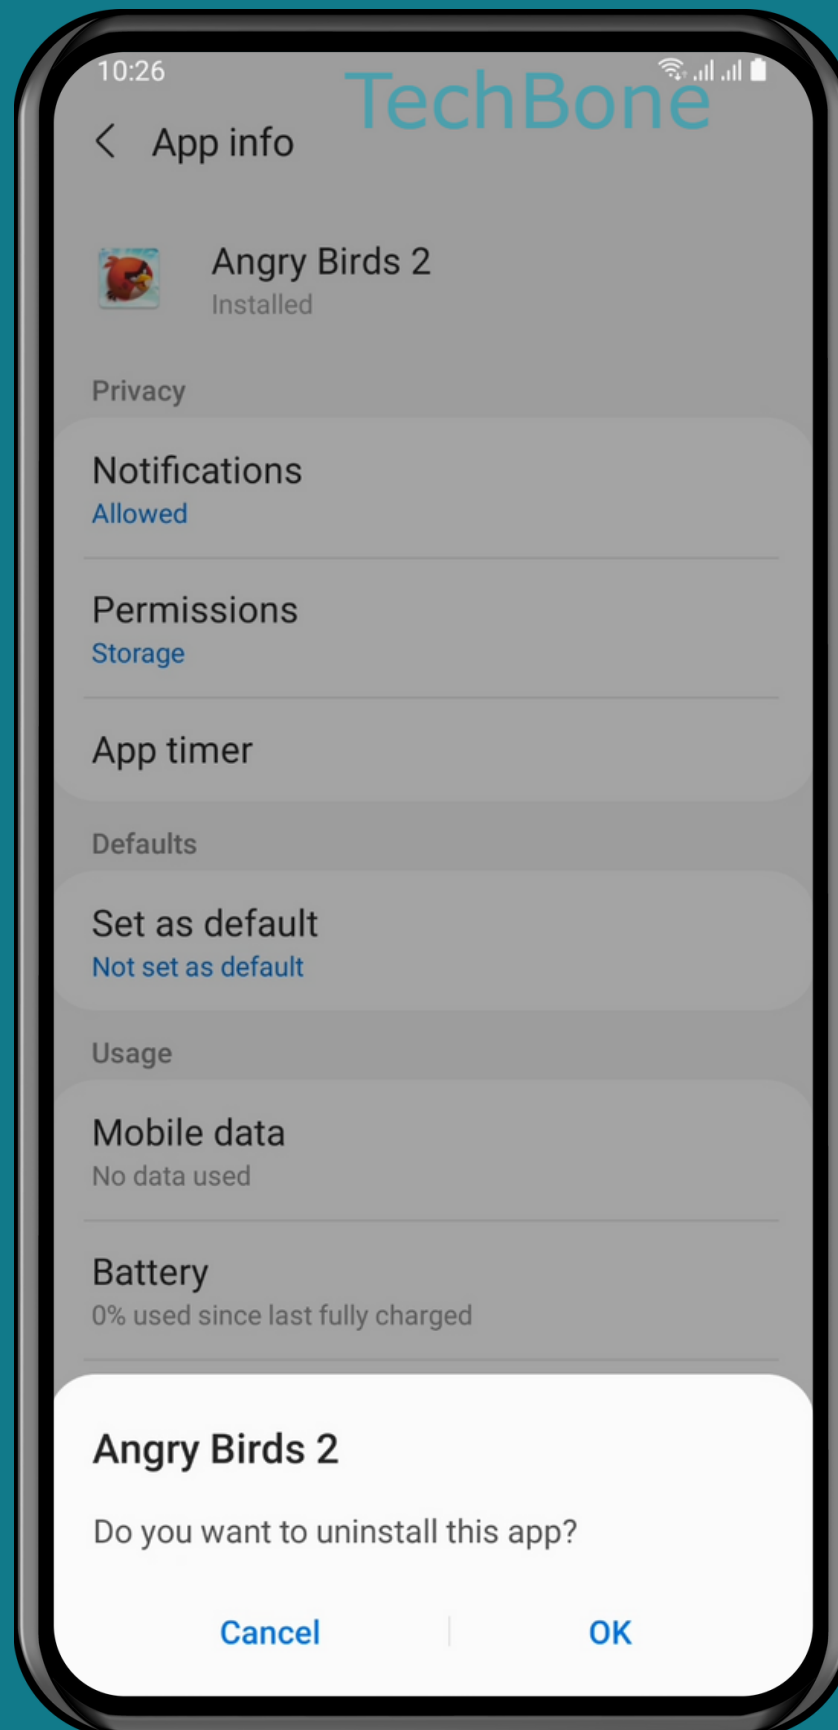 10:26
TechBone
App info
Angry Birds 2
Installed
Privacy
Notifications
Allowed
Permissions
Storage
App timer
Defaults
Set as default
Not set as default
Usage
Mobile data
No data used
Battery
0% used since last fully charged
Angry Birds 2
Do you want to uninstall this app?
Cancel
OK